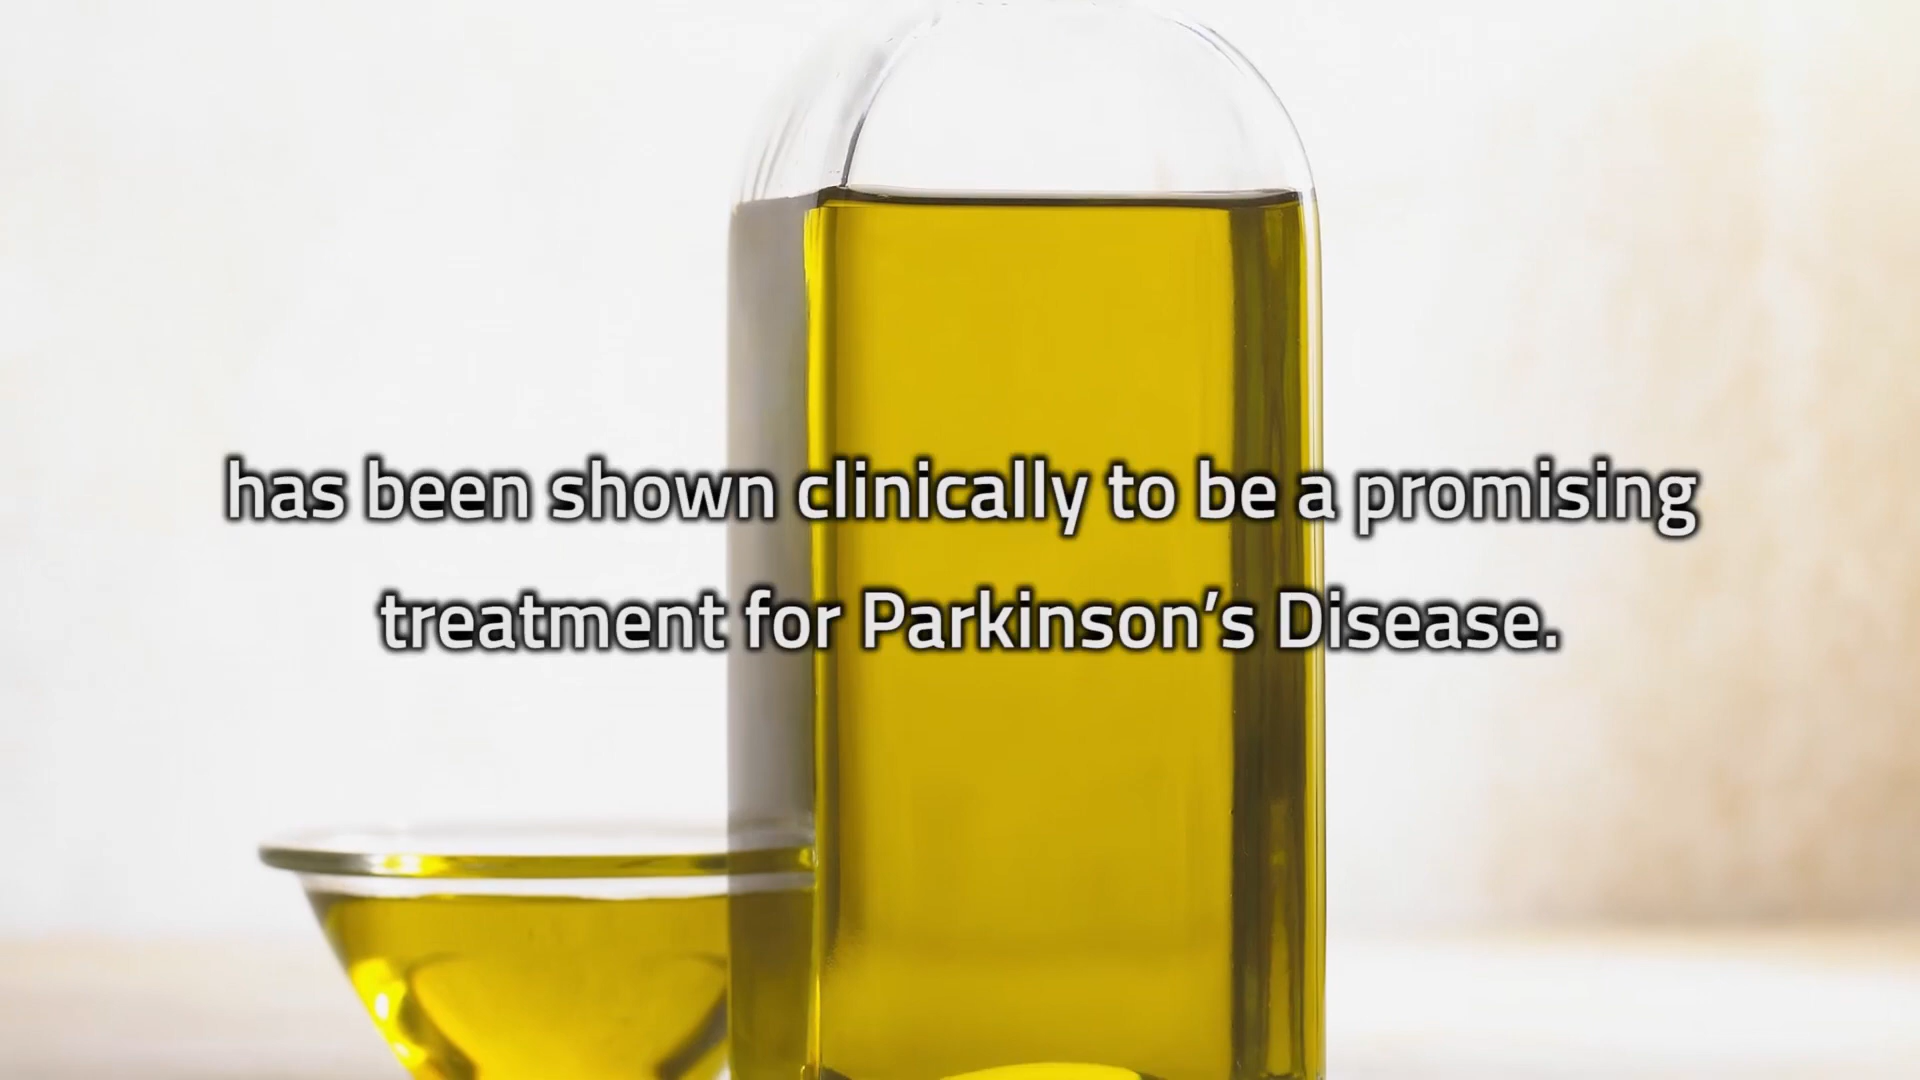 has been shown clinically to be a promising
treatment for Parkinson’s Disease.